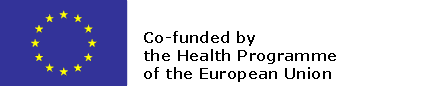 Co-funded by
the Health Programme
of the European Union